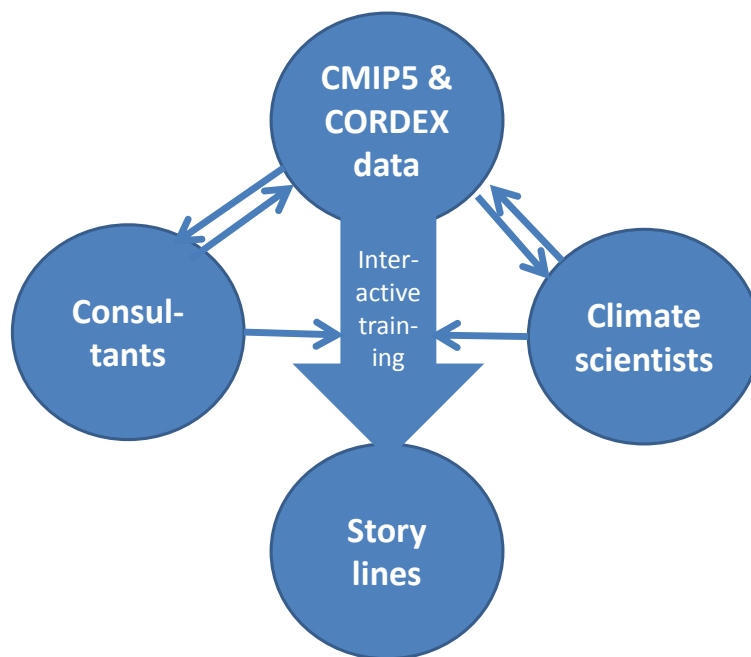 CMIP5 &
CORDEX
data
Inter-
active
train-
ing
Consul-
tants
Climate
scientists
Story
lines